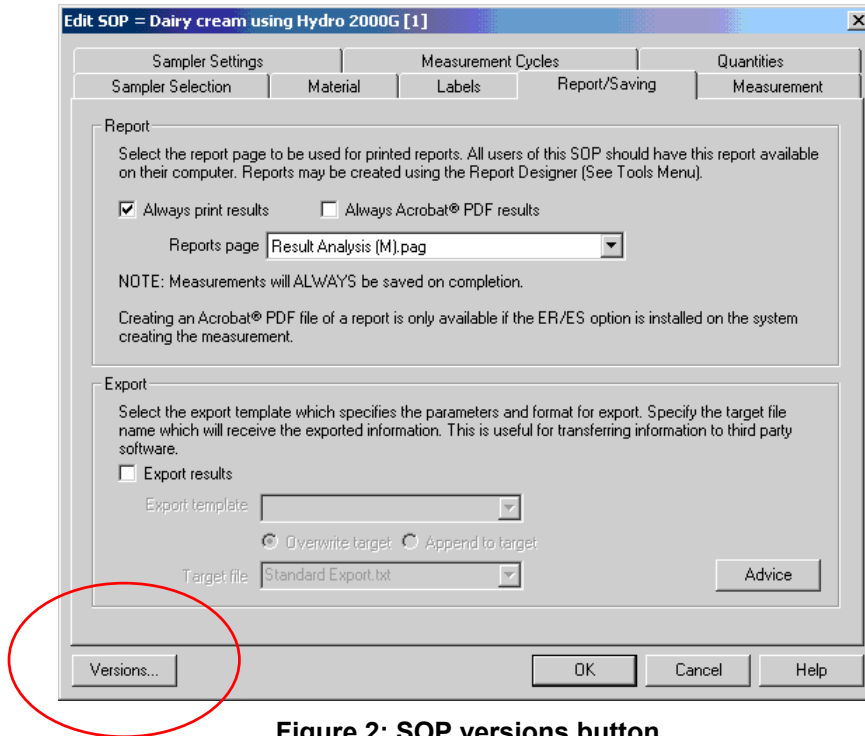 Edit SOP = Dairy cream using Hydro 2000G [1]
Sampler Settings Measurement Cycles Quantities
Sampler Selection Material Labels Report/Saving Measurement
Report
Select the report page to be used for printed reports. All users of this SOP should have this report available
on their computer. Reports may be created using the Report Designer (See Tools Menu).
Always print results Always Acrobat® PDF results
Reports page Result Analysis (M).pag
NOTE: Measurements will ALWAYS be saved on completion.
Creating an Acrobat® PDF file of a report is only available if the ER/ES option is installed on the system
creating the measurement.
Export
Select the export template which specifies the parameters and format for export. Specify the target file
name which will receive the exported information. This is useful for transferring information to third party
software.
Export results
Export template
Overwrite target Append to target
Target file Standard Export.txt Advice
Versions... OK Cancel Help
Figure 2: SOP versions button